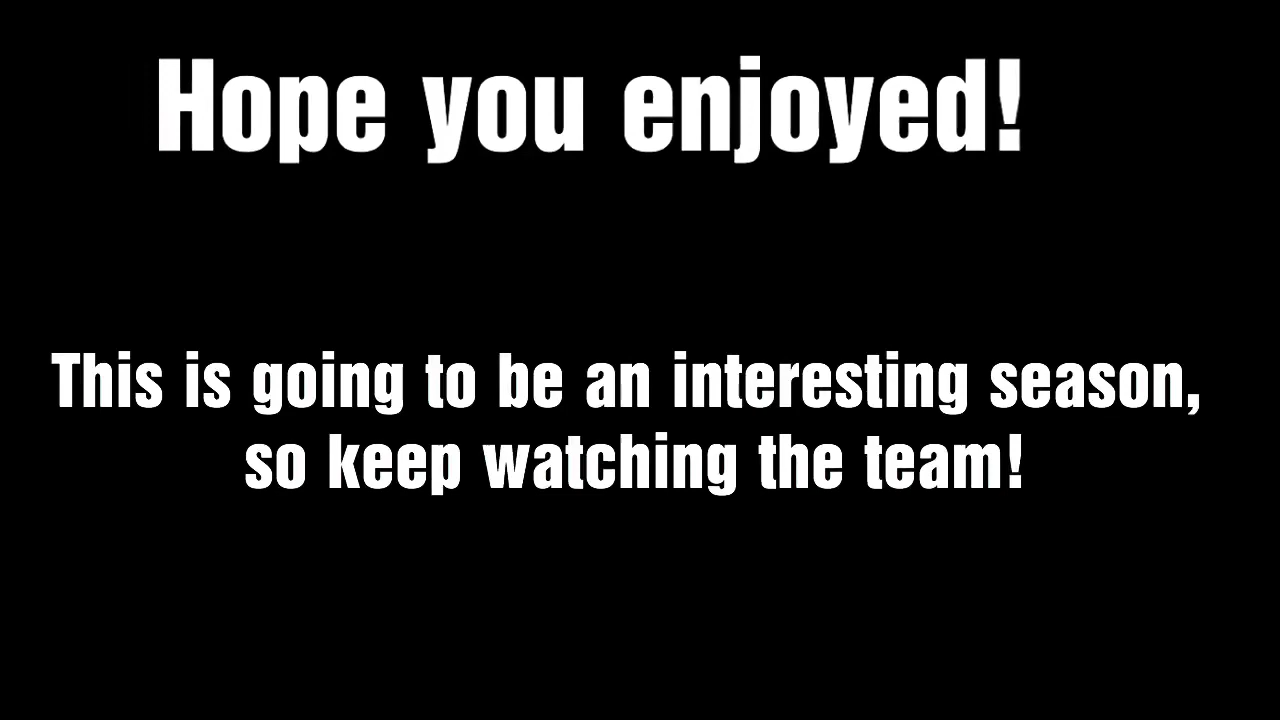 Hope you enjoyed!
This is going to be an interesting season,
so keep watching the team!